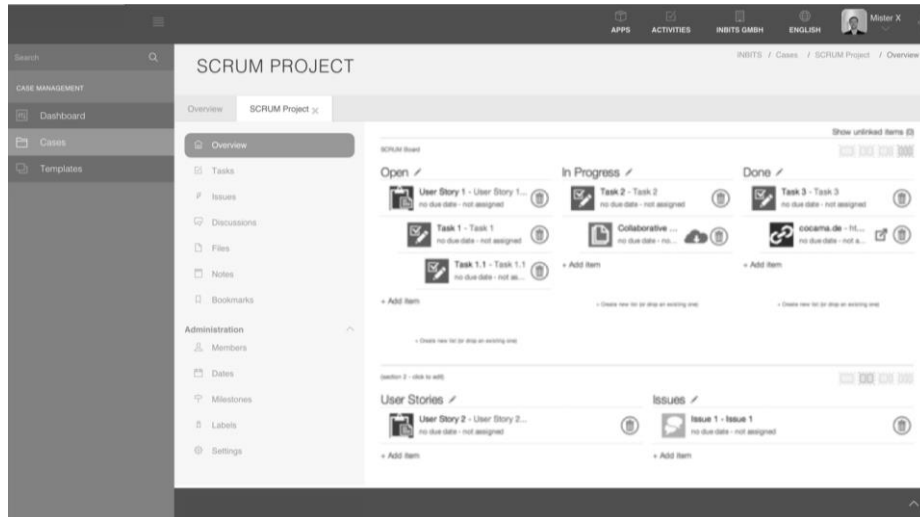 APPS ACTIVITIES INBITS GMBH ENGLISH Mister X
Search
INBITS / Cases / SCRUM Project / Overview
SCRUM PROJECT
CASE MANAGEMENT
Dashboard
Cases
Templates
Overview SCRUM Project
Show unlinked items (0)
Overview
Tasks
Issues
Discussions
Files
Notes
Bookmarks
Administration
Members
Dates
Milestones
Labels
Settings
SCRUM Board
Open
User Story 1 - User Story 1...
no due date - not assigned
Task 1 - Task 1
no due date - not assigned
Task 1.1 - Task 1.1
no due date - not as...
+ Add item
+ Create new list (or drop an existing one)
In Progress
Task 2 - Task 2
no due date - not assigned
Collaborative ...
no due date - no...
+ Add item
+ Create new list (or drop an existing one)
Done
Task 3 - Task 3
no due date - not assigned
cocama.de - ht...
no due date - not a...
+ Add item
+ Create new list (or drop an existing one)
(section 2 - click to edit)
User Stories
User Story 2 - User Story 2...
no due date - not assigned
+ Add item
Issues
Issue 1 - Issue 1
no due date - not assigned
+ Add item